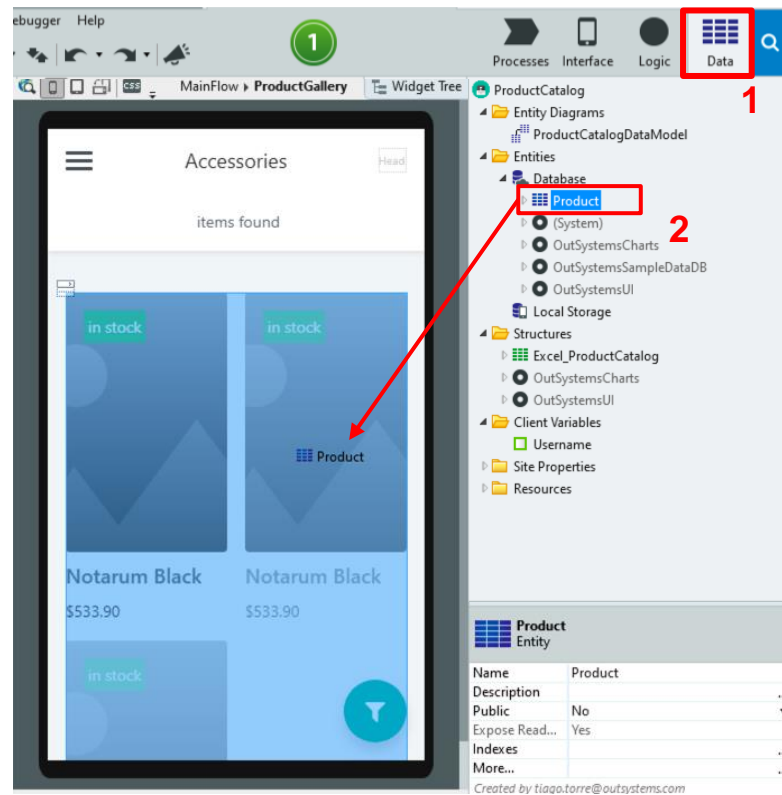 ebugger Help
1
Processes Interface Logic Data
CSS MainFlow ▸ ProductGallery Widget Tree
1
ProductCatalog
Entity Diagrams
ProductCatalogDataModel
Entities
Database
Product
(System)
2
OutSystemsCharts
OutSystemsSampleDataDB
OutSystemsUI
Local Storage
Structures
Excel_ProductCatalog
OutSystemsCharts
OutSystemsUI
Client Variables
Username
Site Properties
Resources
Accessories
Head
items found
in stock in stock
Product
Notarum Black Notarum Black
$533.90 $533.90
in stock
Product
Entity
Name Product
Description
Public No
Expose Read... Yes
Indexes
More...
Created by tiago.torre@outsystems.com